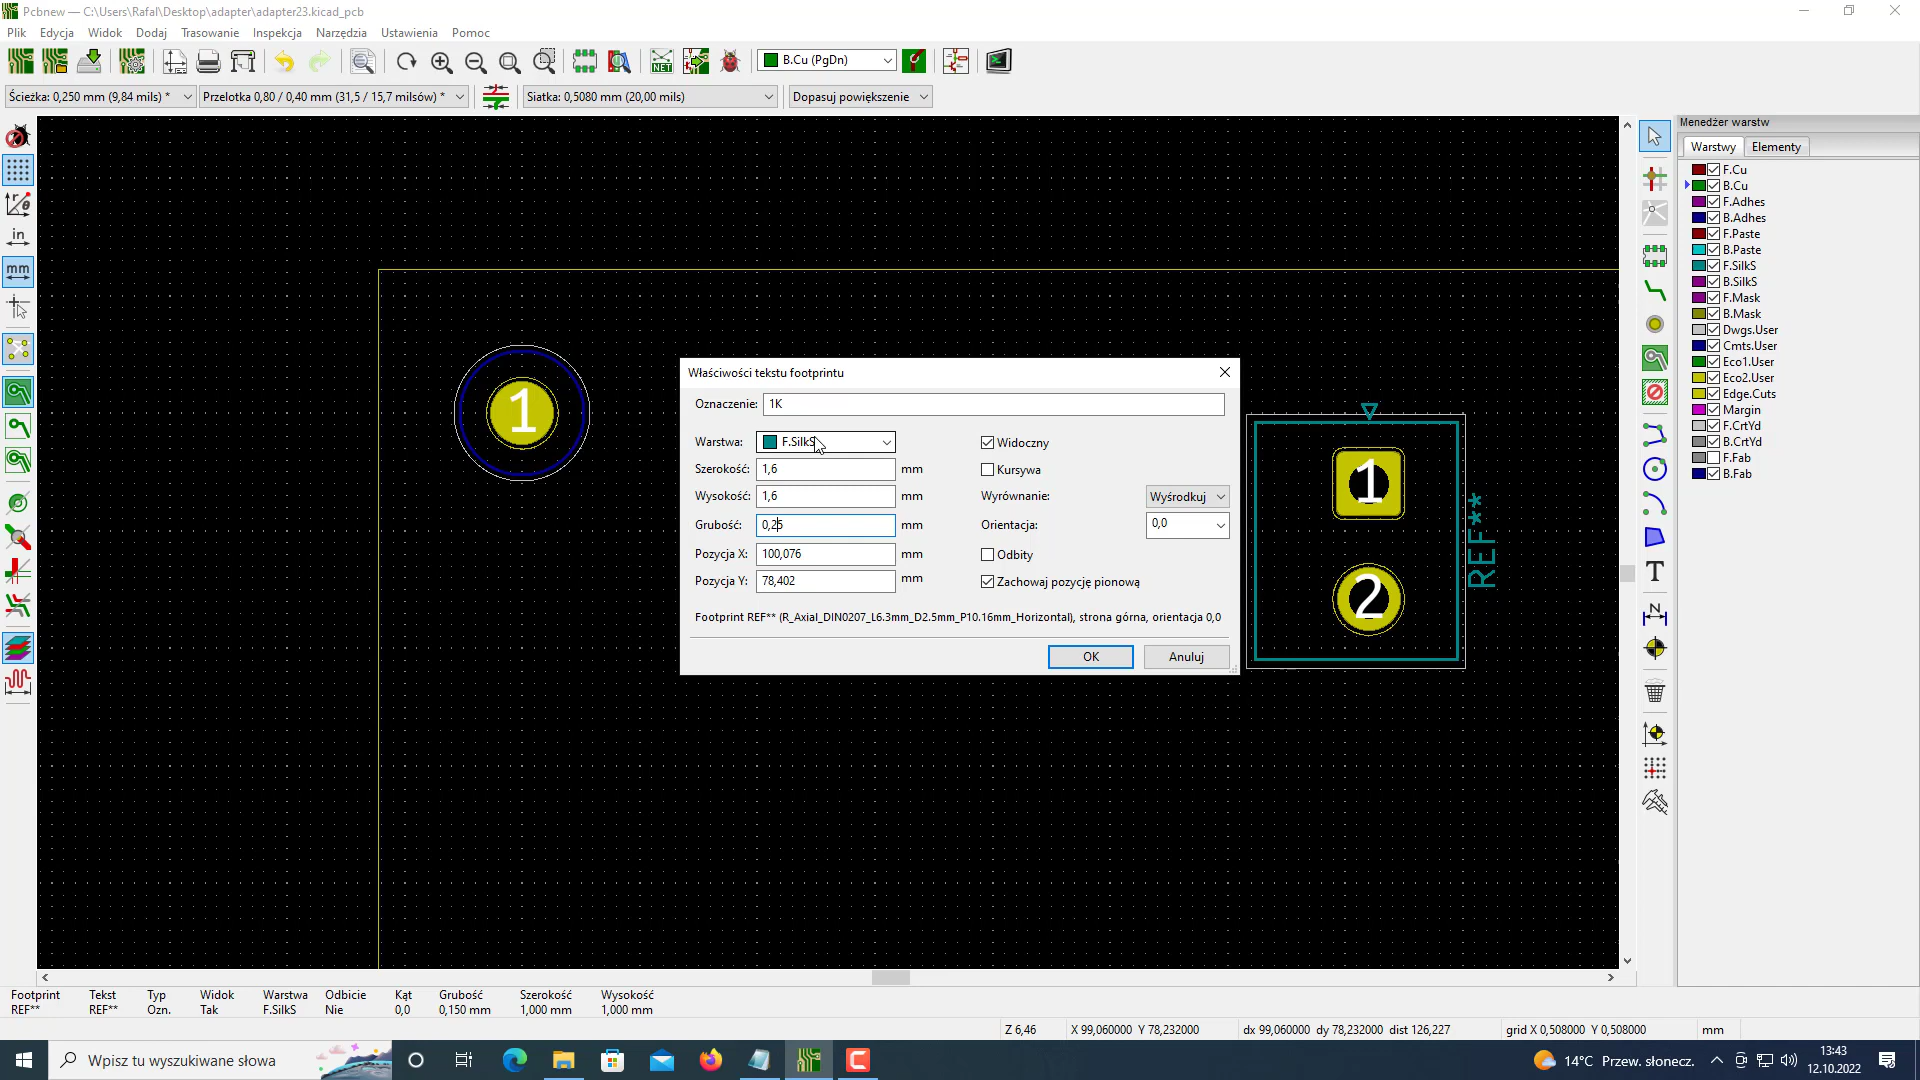 Pcbnew — C:\Users\Rafal\Desktop\adapter\adapter23.kicad_pcb
Plik Edycja Widok Dodaj Trasowanie Inspekcja Narzędzia Ustawienia Pomoc
NET
B.Cu (PgDn)
Ścieżka: 0,250 mm (9,84 mils) *
Przelotka 0,80 / 0,40 mm (31,5 / 15,7 milsów) *
Siatka: 0,5080 mm (20,00 mils)
Dopasuj powiększenie
Menedżer warstw
Warstwy Elementy
F.Cu
B.Cu
F.Adhes
B.Adhes
F.Paste
B.Paste
F.SilkS
B.SilkS
F.Mask
B.Mask
Dwgs.User
Cmts.User
Eco1.User
Eco2.User
Edge.Cuts
Margin
F.CrtYd
B.CrtYd
F.Fab
B.Fab
in
mm
1
Właściwości tekstu footprintu
Oznaczenie: 1K
Warstwa: F.SilkS
Widoczny
Szerokość: 1,6 mm
Kursywa
Wysokość: 1,6 mm
Wyrównanie: Wyśrodkuj
Grubość: 0,25 mm
Orientacja: 0,0
Pozycja X: 100,076 mm
Odbity
Pozycja Y: 78,402 mm
Zachowaj pozycję pionową
Footprint REF** (R_Axial_DIN0207_L6.3mm_D2.5mm_P10.16mm_Horizontal), strona górna, orientacja 0,0
OK Anuluj
1
2
REF**
T
N
Footprint Tekst Typ Widok Warstwa Odbicie Kąt Grubość Szerokość Wysokość
REF** REF** Ozn. Tak F.SilkS Nie 0,0 0,150 mm 1,000 mm 1,000 mm
Z 6,46 X 99,060000 Y 78,232000 dx 99,060000 dy 78,232000 dist 126,227 grid X 0,508000 Y 0,508000 mm
Wpisz tu wyszukiwane słowa
14°C Przew. słonecz.
13:43
12.10.2022